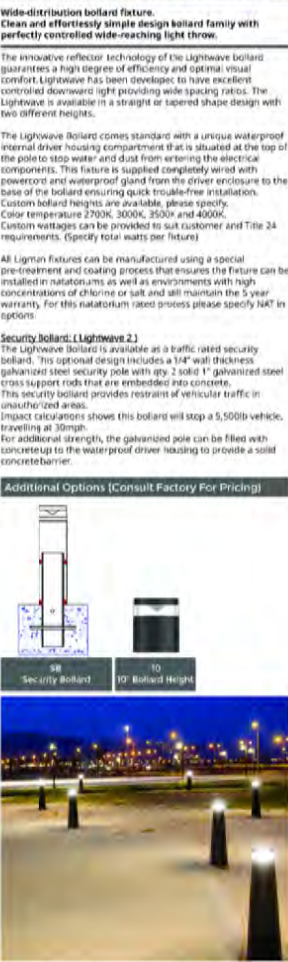 Wide-distribution bollard fixture.
Clean and effortlessly simple design bollard family with
perfectly controlled wide-reaching light throw.
The innovative reflector technology of the Lightwave bollard
guarantees a high degree of efficiency and optimal visual
comfort. Lightwave has been developed to have excellent
controlled downward light providing wide spacing ratios. The
Lightwave is available in a straight or tapered shape design with
two different heights.
The Lightwave Bollard comes standard with a unique waterproof
internal driver housing compartment that is situated at the top of
the pole to stop water and dust from entering the electrical
components. This fixture is supplied completely wired with
powercord and waterproof gland from the driver enclosure to the
base of the bollard ensuring quick trouble-free installation.
Custom bollard heights are available, please specify.
Color temperature 2700K, 3000K, 3500K and 4000K.
Custom wattages can be provided to suit customer and Title 24
requirements. (Specify total watts per fixture)
All Ligman fixtures can be manufactured using a special
pre-treatment and coating process that ensures the fixture can be
installed in natatoriums as well as environments with high
concentrations of chlorine or salt and still maintain the 5 year
warranty. For this natatorium rated process please specify NAT in
options.
Security Bollard: ( Lightwave 2 )
The Lightwave Bollard is available as a traffic rated security
bollard. This optional design includes a 1/4" wall thickness
galvanized steel security pole with qty. 2 solid 1" galvanized steel
cross support rods that are embedded into concrete.
This security bollard provides restraint of vehicular traffic in
unauthorized areas.
Impact calculations shows this bollard will stop a 5,500lb vehicle,
travelling at 30mph.
For additional strength, the galvanized pole can be filled with
concrete up to the waterproof driver housing to provide a solid
concrete barrier.
Additional Options (Consult Factory For Pricing)
SB
Security Bollard
10
10" Bollard Height